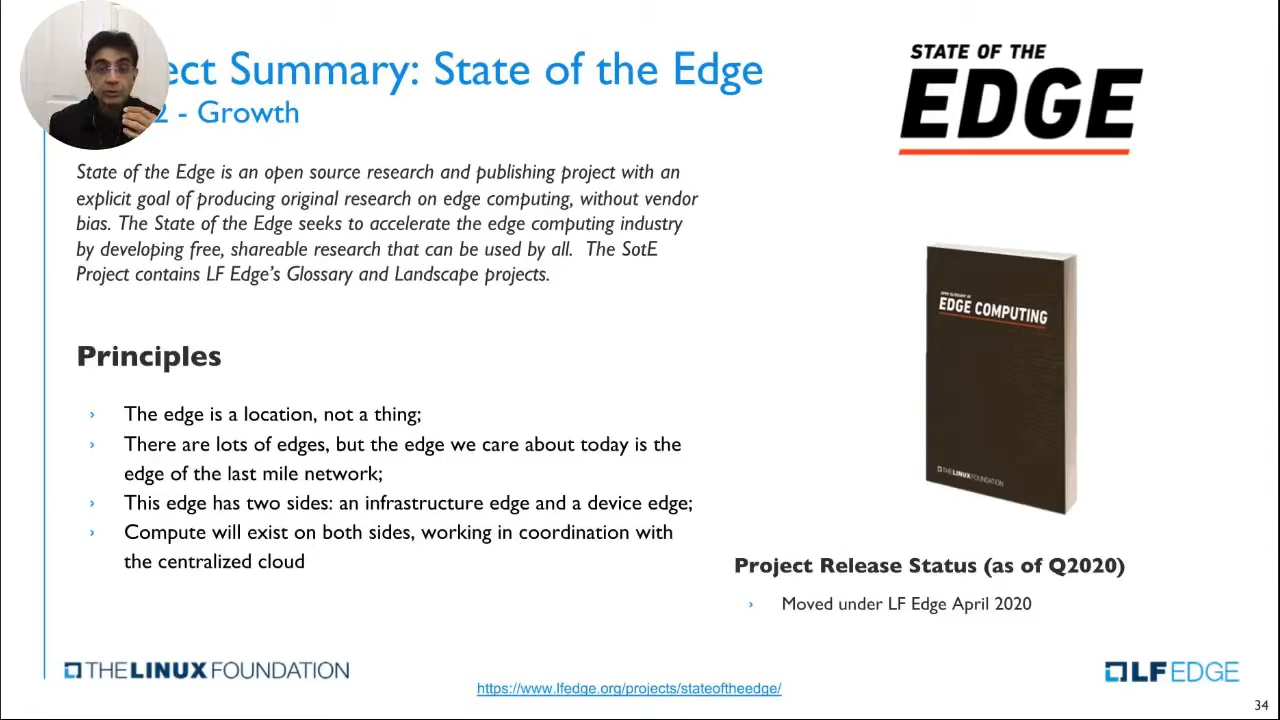 ect Summary: State of the Edge
2 - Growth
State of the Edge is an open source research and publishing project with an
explicit goal of producing original research on edge computing, without vendor
bias. The State of the Edge seeks to accelerate the edge computing industry
by developing free, shareable research that can be used by all. The SotE
Project contains LF Edge's Glossary and Landscape projects.
Principles
› The edge is a location, not a thing;
› There are lots of edges, but the edge we care about today is the
edge of the last mile network;
› This edge has two sides: an infrastructure edge and a device edge;
› Compute will exist on both sides, working in coordination with
the centralized cloud
STATE OF THE
EDGE
OPEN GLOSSARY OF
EDGE COMPUTING
THE LINUX FOUNDATION
Project Release Status (as of Q2020)
› Moved under LF Edge April 2020
THE LINUX FOUNDATION
https://www.lfedge.org/projects/stateoftheedge/
LF EDGE
34